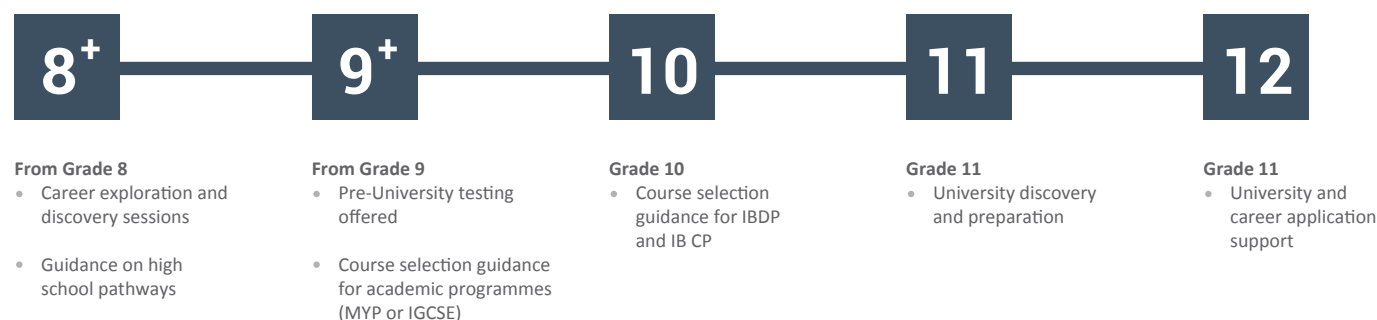 8+
9+
10
11
12
From Grade 8
• Career exploration and
discovery sessions
• Guidance on high
school pathways
From Grade 9
• Pre-University testing
offered
• Course selection guidance
for academic programmes
(MYP or IGCSE)
Grade 10
• Course selection
guidance for IBDP
and IB CP
Grade 11
• University discovery
and preparation
Grade 11
• University and
career application
support